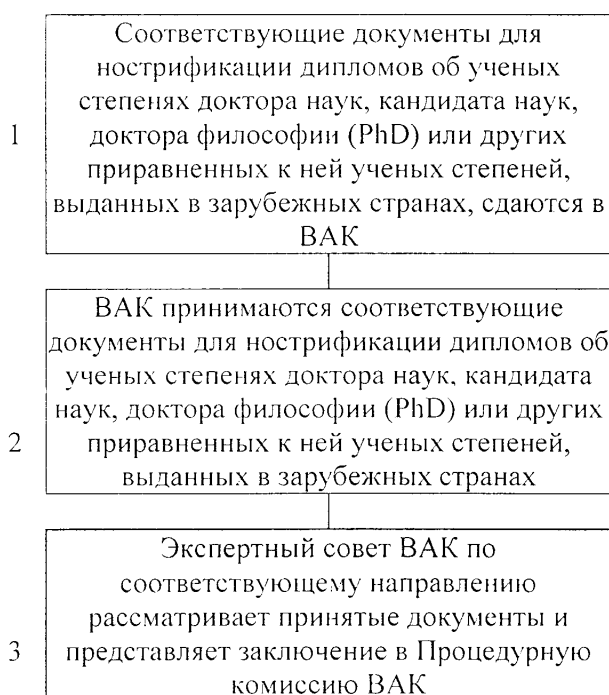 Соответствующие документы для
нострификации дипломов об ученых
степенях доктора наук, кандидата наук,
1 доктора философии (PhD) или других
приравненных к ней ученых степеней,
выданных в зарубежных странах, сдаются в
ВАК
ВАК принимаются соответствующие
документы для нострификации дипломов об
ученых степенях доктора наук, кандидата
наук, доктора философии (PhD) или других
2 приравненных к ней ученых степеней,
выданных в зарубежных странах
Экспертный совет ВАК по
соответствующему направлению
рассматривает принятые документы и
3 представляет заключение в Процедурную
комиссию ВАК